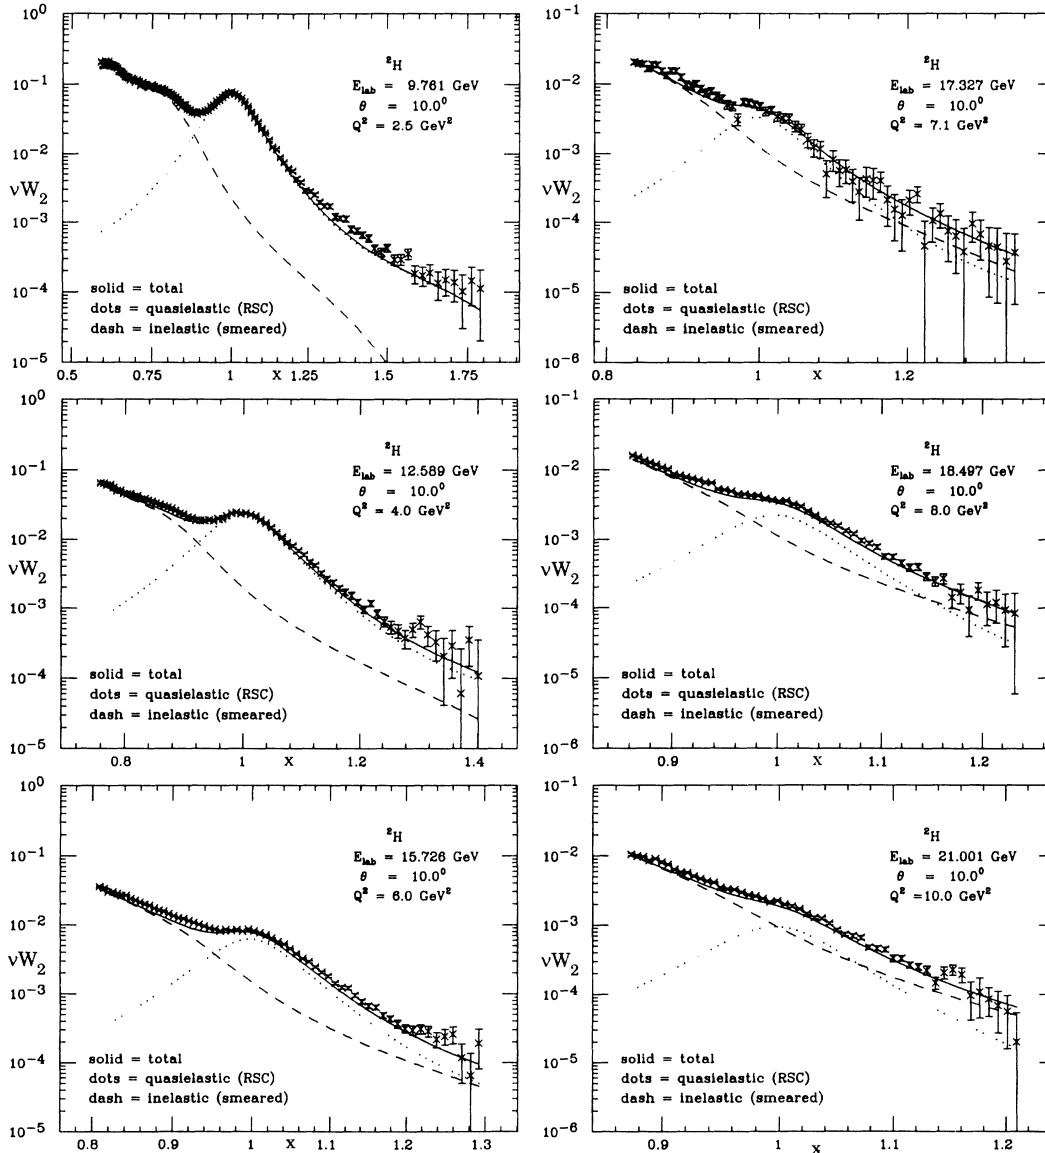 10⁰
10⁻¹
10⁻²
νW₂
10⁻³
10⁻⁴
10⁻⁵
²H
E_lab = 9.761 GeV
θ = 10.0⁰
Q² = 2.5 GeV²
solid = total
dots = quasielastic (RSC)
dash = inelastic (smeared)
0.5 0.75 1 x 1.25 1.5 1.75
10⁻¹
10⁻²
10⁻³
νW₂
10⁻⁴
10⁻⁵
10⁻⁶
²H
E_lab = 17.327 GeV
θ = 10.0⁰
Q² = 7.1 GeV²
solid = total
dots = quasielastic (RSC)
dash = inelastic (smeared)
0.8 1 x 1.2
10⁰
10⁻¹
10⁻²
νW₂
10⁻³
10⁻⁴
10⁻⁵
²H
E_lab = 12.589 GeV
θ = 10.0⁰
Q² = 4.0 GeV²
solid = total
dots = quasielastic (RSC)
dash = inelastic (smeared)
0.8 1 x 1.2 1.4
10⁻¹
10⁻²
10⁻³
νW₂
10⁻⁴
10⁻⁵
10⁻⁶
²H
E_lab = 18.497 GeV
θ = 10.0⁰
Q² = 8.0 GeV²
solid = total
dots = quasielastic (RSC)
dash = inelastic (smeared)
0.9 1 x 1.1 1.2
10⁰
10⁻¹
10⁻²
νW₂
10⁻³
10⁻⁴
10⁻⁵
²H
E_lab = 15.726 GeV
θ = 10.0⁰
Q² = 6.0 GeV²
solid = total
dots = quasielastic (RSC)
dash = inelastic (smeared)
0.8 0.9 1 x 1.1 1.2 1.3
10⁻¹
10⁻²
10⁻³
νW₂
10⁻⁴
10⁻⁵
10⁻⁶
²H
E_lab = 21.001 GeV
θ = 10.0⁰
Q² =10.0 GeV²
solid = total
dots = quasielastic (RSC)
dash = inelastic (smeared)
0.9 1 x 1.1 1.2